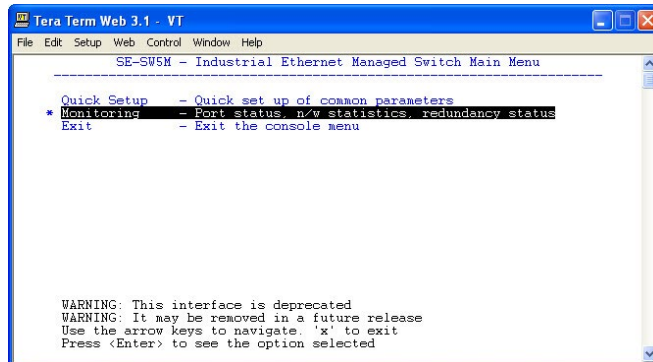 Tera Term Web 3.1 - VT
File Edit Setup Web Control Window Help
SE-SW5M - Industrial Ethernet Managed Switch Main Menu
Quick Setup - Quick set up of common parameters
* Monitoring - Port status, n/w statistics, redundancy status
Exit - Exit the console menu
WARNING: This interface is deprecated
WARNING: It may be removed in a future release
Use the arrow keys to navigate. 'x' to exit
Press <Enter> to see the option selected